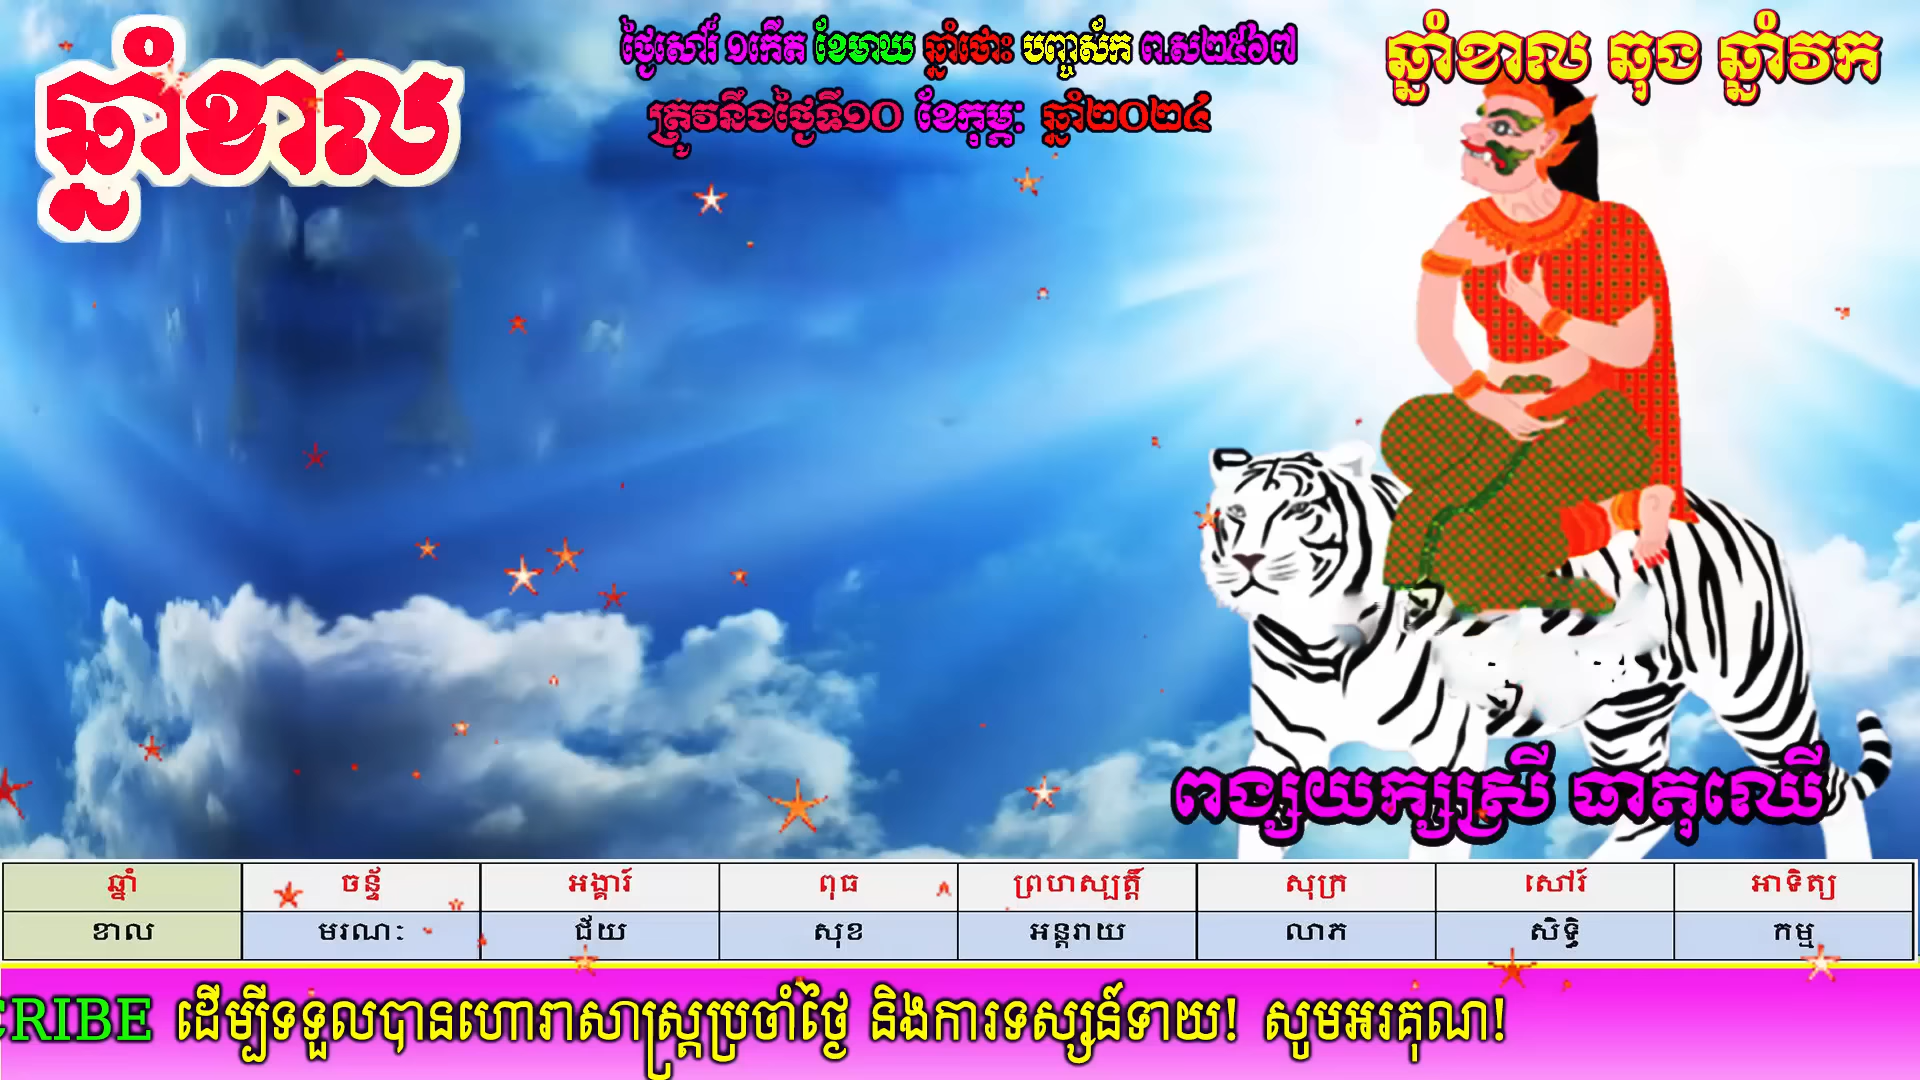 ឆ្នាំខាល
ថ្ងៃសៅរ៍ ១កើត ខែមាឃ ឆ្នាំថោះ បញ្ចស័ក ព.ស២៥៦៧
ត្រូវនឹងថ្ងៃទី១០ ខែកុម្ភៈ ឆ្នាំ២០២៤
ឆ្នាំខាល ឆុង ឆ្នាំវក
ពង្សយក្សស្រី ធាតុឈើ
ឆ្នាំ ចន្ទ័ អង្គារ៍ ពុធ ព្រហស្បត្តិ៍ សុក្រ សៅរ៍ អាទិត្យ
ខាល មរណៈ ជ័យ សុខ អន្តរាយ លាភ សិទ្ធិ កម្ម
CRIBE ដើម្បីទទួលបានហោរាសាស្ត្រប្រចាំថ្ងៃ និងការទស្សន៍ទាយ! សូមអរគុណ!